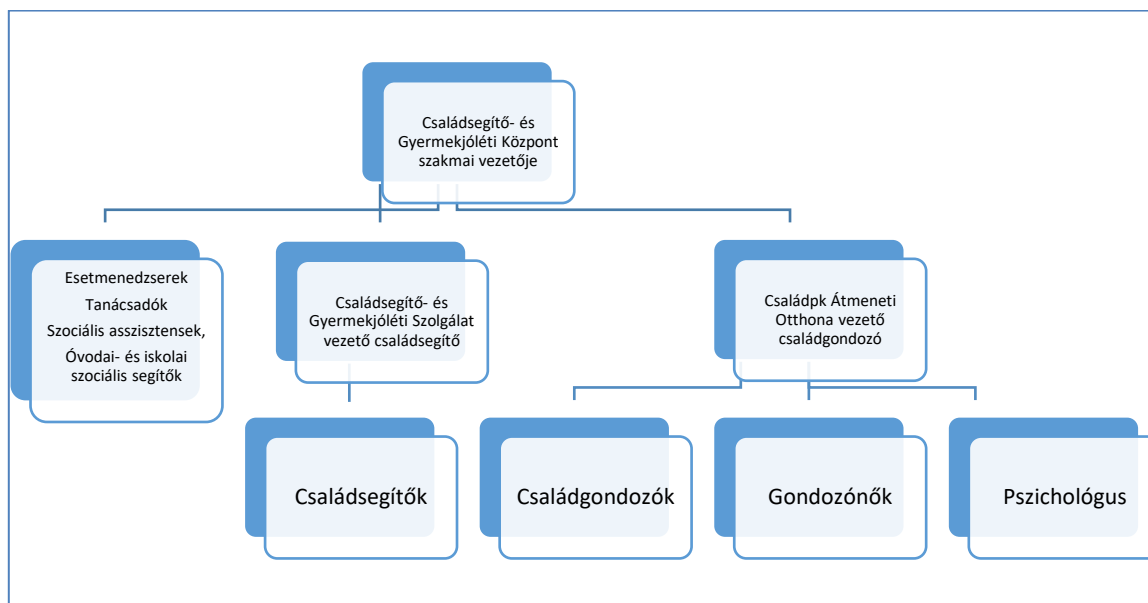 Családsegítő- és
Gyermekjóléti Központ
szakmai vezetője
Esetmenedzserek
Tanácsadók
Szociális asszisztensek,
Óvodai- és iskolai
szociális segítők
Családsegítő- és
Gyermekjóléti Szolgálat
vezető családsegítő
Családpk Átmeneti
Otthona vezető
családgondozó
Családsegítők
Családgondozók
Gondozónők
Pszichológus